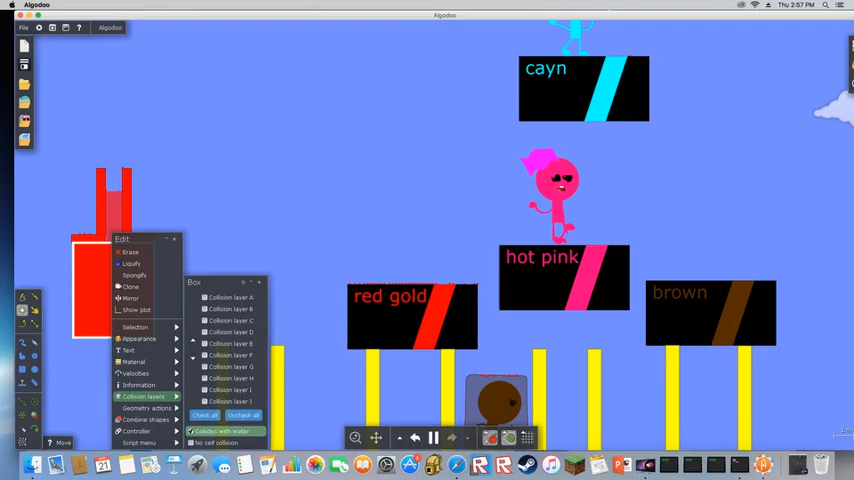 Algodoo
Thu 2:57 PM
Algodoo
File
Algodoo
cayn
hot pink
red gold
brown
Edit
Erase
Liquify
Spongify
Clone
Mirror
Show plot
Selection
Appearance
Text
Material
Velocities
Information
Collision layers
Geometry actions
Combine shapes
Controller
Script menu
Box
Collision layer A
Collision layer B
Collision layer C
Collision layer D
Collision layer E
Collision layer F
Collision layer G
Collision layer H
Collision layer I
Collision layer J
Check all
Uncheck all
Collides with water
No self collision
Move